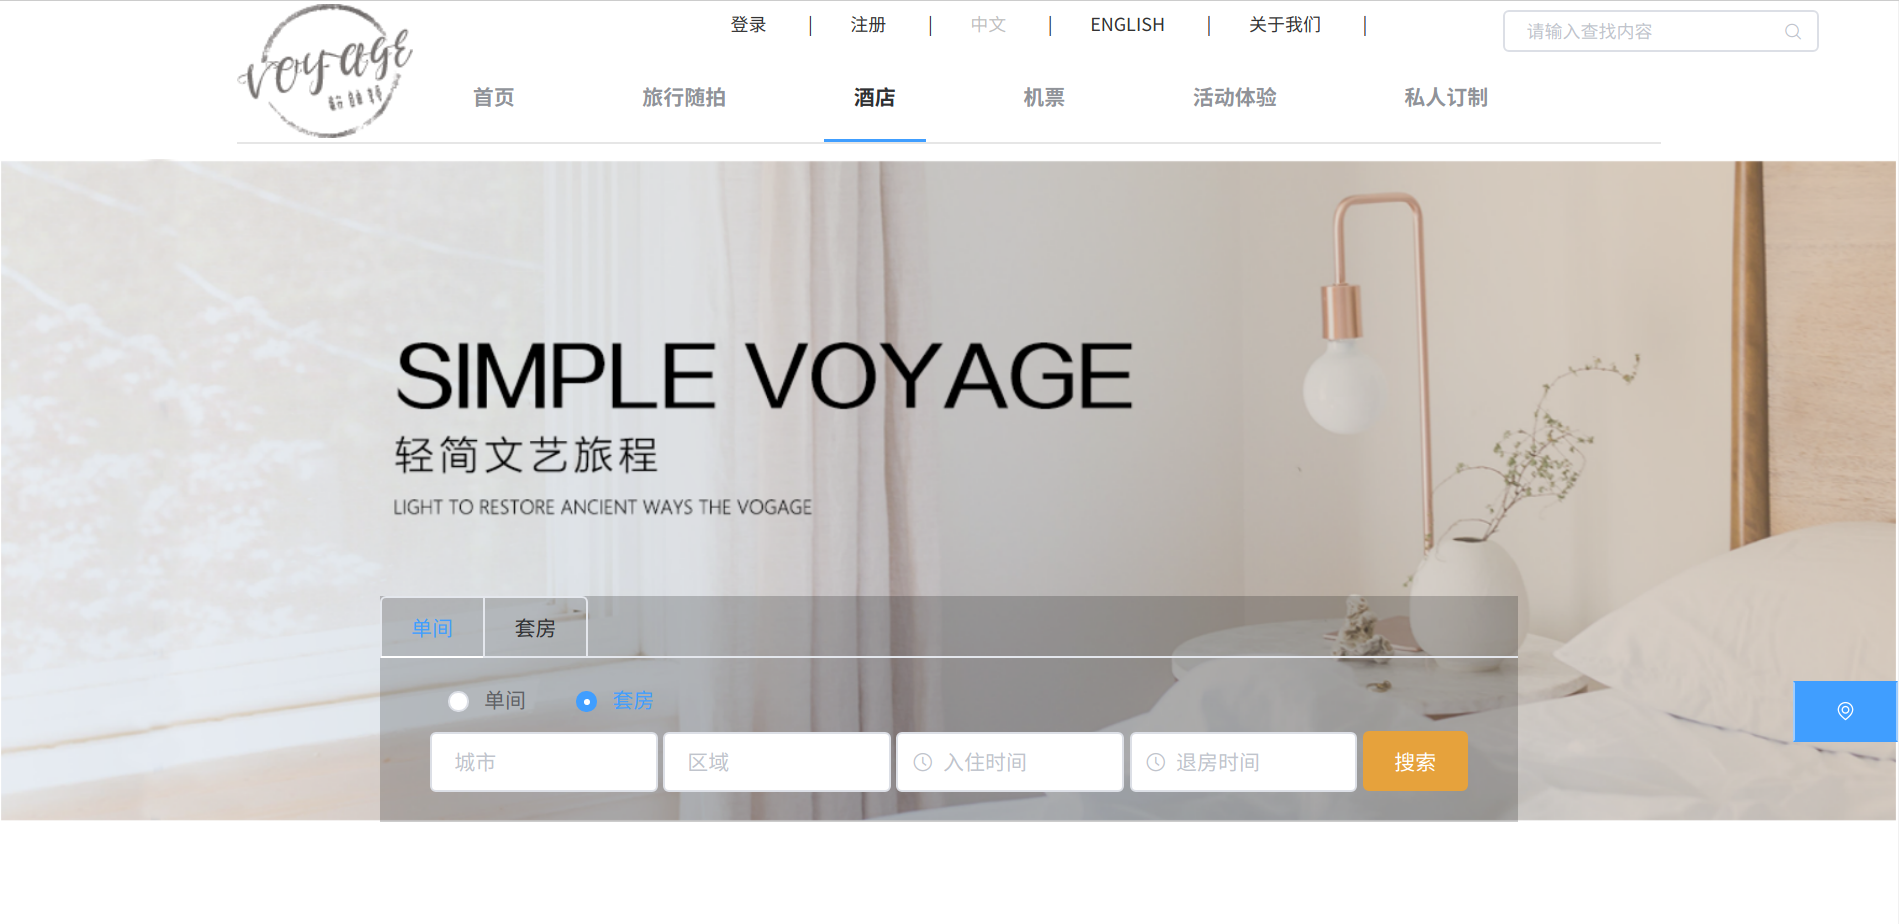 voyage
登录 | 注册 | 中文 | ENGLISH | 关于我们 |
请输入查找内容
首页 旅行随拍 酒店 机票 活动体验 私人订制
SIMPLE VOYAGE
轻简文艺旅程
LIGHT TO RESTORE ANCIENT WAYS THE VOGAGE
单间 套房
单间 套房
城市 区域 入住时间 退房时间 搜索